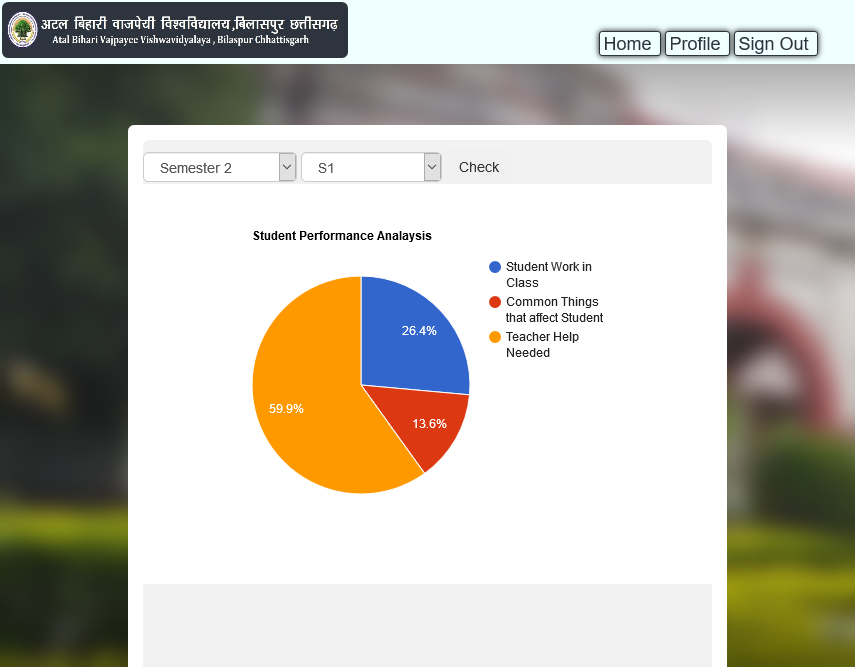 अटल बिहारी वाजपेयी विश्वविद्यालय ,बिलासपुर छत्तीसगढ़
Atal Bihari Vajpayee Vishwavidyalaya , Bilaspur Chhattisgarh
Home Profile Sign Out
Semester 2 S1 Check
Student Performance Analaysis
Student Work in
Class
Common Things
that affect Student
Teacher Help
Needed
26.4%
59.9%
13.6%